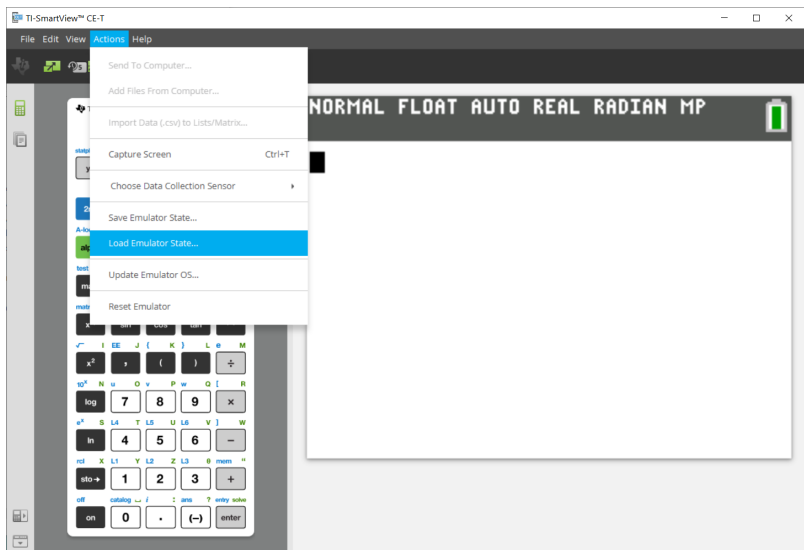 TI-SmartView™ CE-T
File Edit View Actions Help
Send To Computer...
Add Files From Computer...
Import Data (.csv) to Lists/Matrix...
Capture Screen Ctrl+T
Choose Data Collection Sensor
Save Emulator State...
Load Emulator State...
Update Emulator OS...
Reset Emulator
NORMAL FLOAT AUTO REAL RADIAN MP
sin cos tan
√ I EE J { K } L e M
x² , ( ) ÷
10ˣ N u O v P w Q [ R
log 7 8 9 ×
eˣ S L4 T L5 U L6 V ] W
ln 4 5 6 −
rcl X L1 Y L2 Z L3 θ mem "
sto→ 1 2 3 +
off catalog i : ans ? entry solve
on 0 . (–) enter